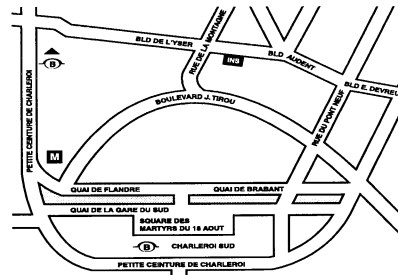 BLD DE L'YSER
RUE DE LA MONTAGNE
BLD AUDENT
INS
B
BLD E. DEVREU
PETITE CEINTURE DE CHARLEROI
BOULEVARD J. TIROU
RUE DU PONT NEUF
M
QUAI DE FLANDRE
QUAI DE BRABANT
QUAI DE LA GARE DU SUD
SQUARE DES
MARTYRS DU 18 AOUT
B
CHARLEROI SUD
PETITE CEINTURE DE CHARLEROI